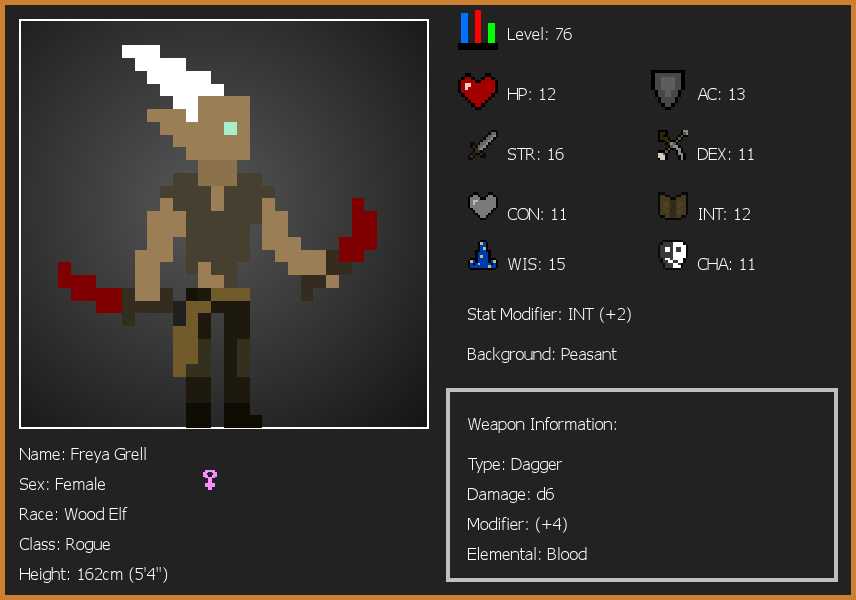 Level: 76
HP: 12
AC: 13
STR: 16
DEX: 11
CON: 11
INT: 12
WIS: 15
CHA: 11
Stat Modifier: INT (+2)
Background: Peasant
Weapon Information:
Type: Dagger
Damage: d6
Modifier: (+4)
Elemental: Blood
Name: Freya Grell
Sex: Female
Race: Wood Elf
Class: Rogue
Height: 162cm (5'4")